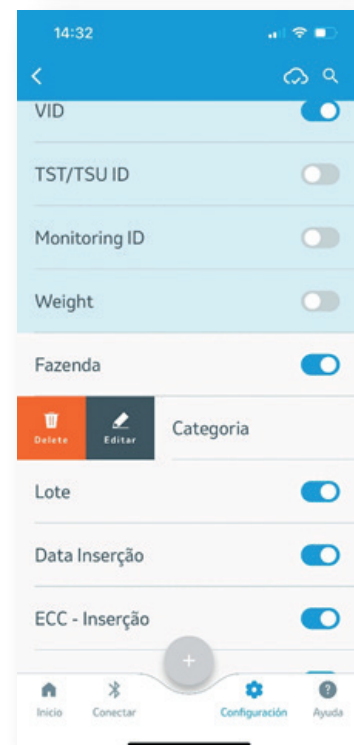 14:32
VID
TST/TSU ID
Monitoring ID
Weight
Fazenda
Delete Editar Categoria
Lote
Data Inserção
ECC - Inserção
+
Inicio Conectar Configuración Ayuda